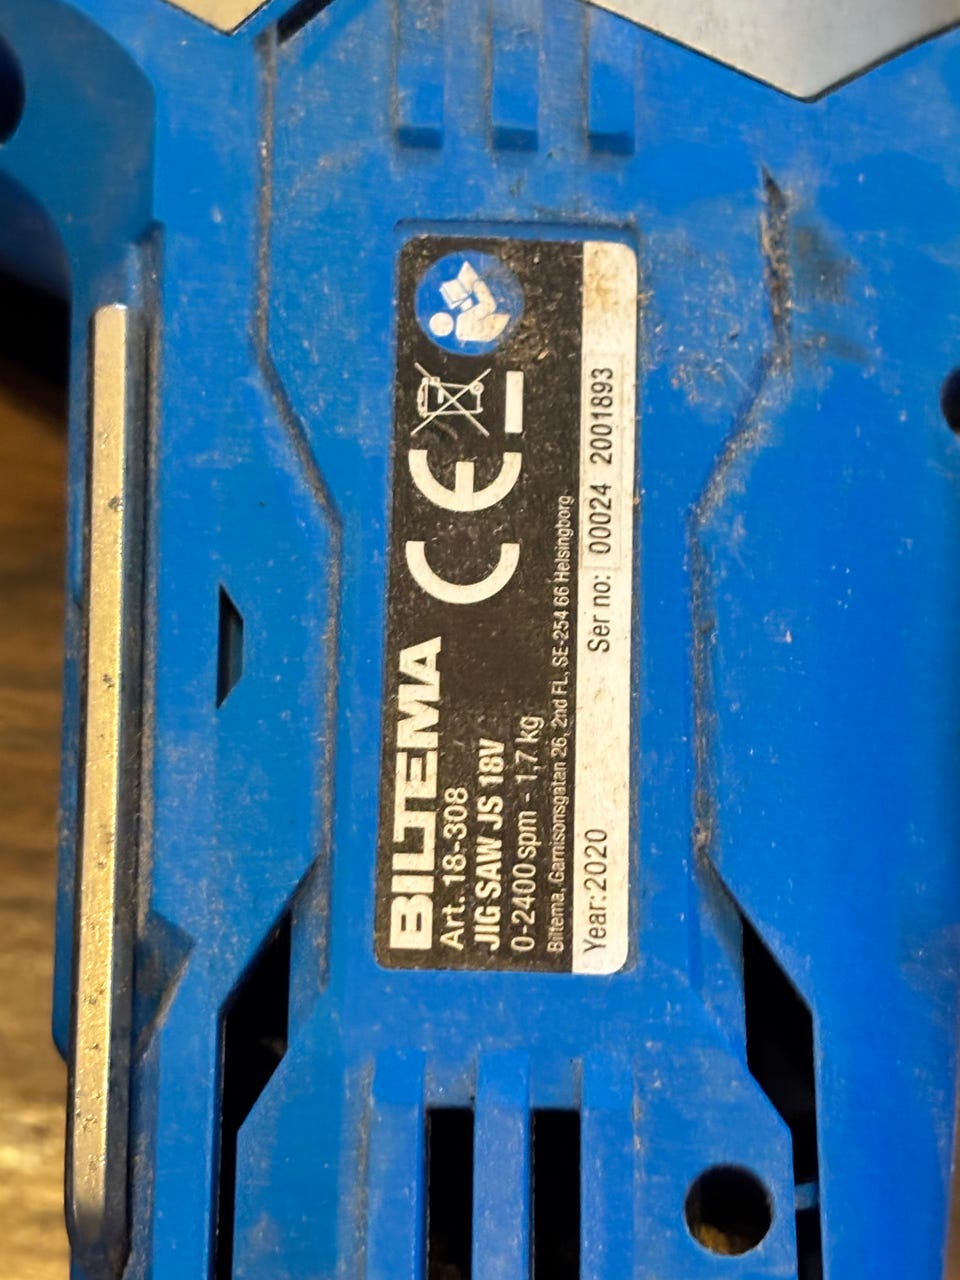 BILTEMA
Art. 18-308
JIG SAW JS 18V
0-2400 spm - 1,7 kg
Biltema, Garnisonsgatan 26, 2nd FL, SE-254 66 Helsingborg
Year:2020 Ser no: 00024 2001893
CE